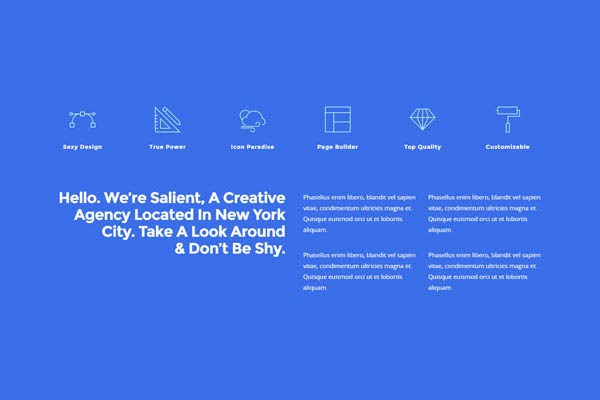 Sexy Design
True Power
Icon Paradise
Page Builder
Top Quality
Customizable
Hello. We're Salient, A Creative
Agency Located In New York
City. Take A Look Around
& Don't Be Shy.
Phasellus enim libero, blandit vel sapien
vitae, condimentum ultricies magna et.
Quisque euismod orci ut et lobortis
aliquam.
Phasellus enim libero, blandit vel sapien
vitae, condimentum ultricies magna et.
Quisque euismod orci ut et lobortis
aliquam.
Phasellus enim libero, blandit vel sapien
vitae, condimentum ultricies magna et.
Quisque euismod orci ut et lobortis
aliquam.
Phasellus enim libero, blandit vel sapien
vitae, condimentum ultricies magna et.
Quisque euismod orci ut et lobortis
aliquam.